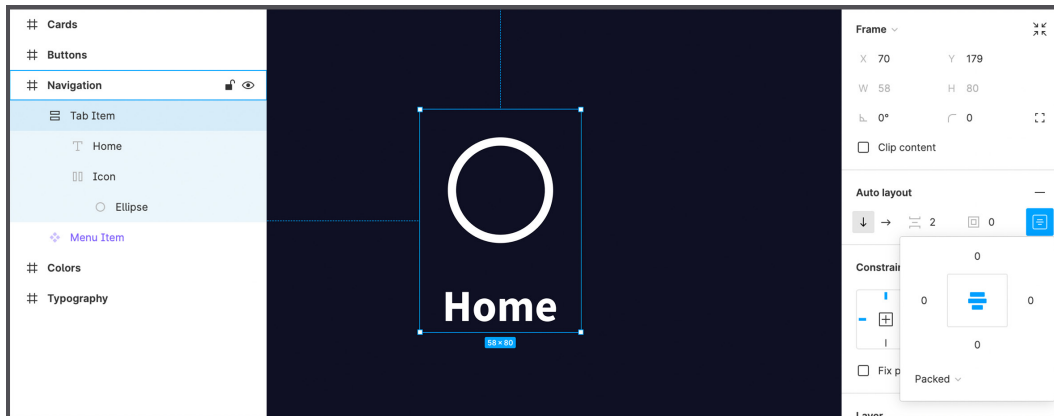 Cards
Buttons
Navigation
Tab Item
Home
Icon
Ellipse
Menu Item
Colors
Typography
Home
58 × 80
Frame
X 70 Y 179
W 58 H 80
0° 0
Clip content
Auto layout
2 0
0
Constrai
0 0
0
Fix p
Packed
Layer